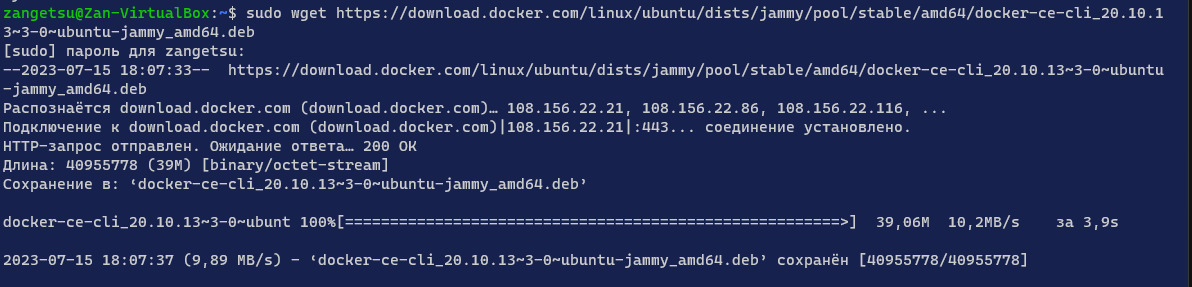 zangetsu@Zan-VirtualBox:~$ sudo wget https://download.docker.com/linux/ubuntu/dists/jammy/pool/stable/amd64/docker-ce-cli_20.10.1
3~3-0~ubuntu-jammy_amd64.deb
[sudo] пароль для zangetsu:
--2023-07-15 18:07:33--  https://download.docker.com/linux/ubuntu/dists/jammy/pool/stable/amd64/docker-ce-cli_20.10.13~3-0~ubuntu
-jammy_amd64.deb
Распознаётся download.docker.com (download.docker.com)… 108.156.22.21, 108.156.22.86, 108.156.22.116, ...
Подключение к download.docker.com (download.docker.com)|108.156.22.21|:443... соединение установлено.
HTTP-запрос отправлен. Ожидание ответа… 200 OK
Длина: 40955778 (39M) [binary/octet-stream]
Сохранение в: ‘docker-ce-cli_20.10.13~3-0~ubuntu-jammy_amd64.deb’
docker-ce-cli_20.10.13~3-0~ubunt 100%[=======================================================>]  39,06M  10,2MB/s    за 3,9s
2023-07-15 18:07:37 (9,89 MB/s) - ‘docker-ce-cli_20.10.13~3-0~ubuntu-jammy_amd64.deb’ сохранён [40955778/40955778]